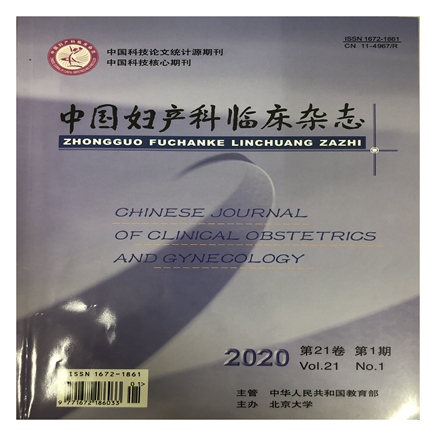 中国科技论文统计源期刊
中国科技核心期刊
ISSN 1672-1861
CN 11-4967/R
中国妇产科临床杂志
ZHONGGUO FUCHANKE LINCHUANG ZAZHI
CHINESE JOURNAL
OF CLINICAL OBSTETRICS
AND GYNECOLOGY
2020 第21卷 第1期
Vol.21 No.1
ISSN 1672-1861
01>
9 771672 186033
主管 中华人民共和国教育部
主办 北京大学